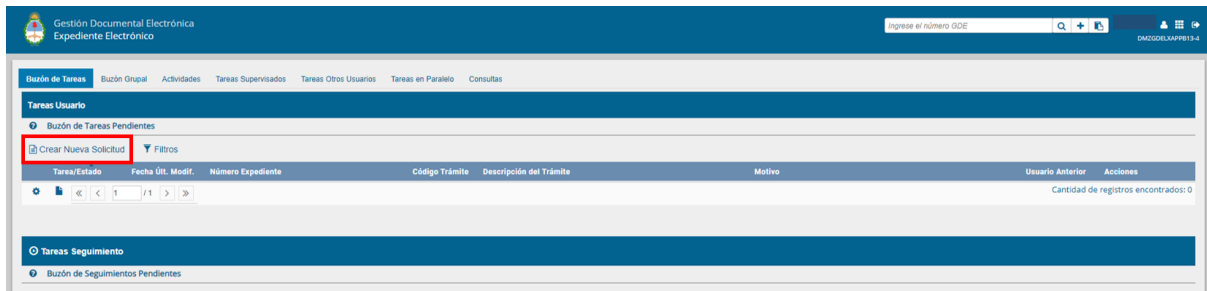 Gestión Documental Electrónica
Expediente Electrónico
Ingrese el número GDE
DMZGDELXAPPB13-4
Buzón de Tareas Buzón Grupal Actividades Tareas Supervisados Tareas Otros Usuarios Tareas en Paralelo Consultas
Tareas Usuario
Buzón de Tareas Pendientes
Crear Nueva Solicitud Filtros
Tarea/Estado Fecha Últ. Modif. Número Expediente Código Trámite Descripción del Trámite Motivo Usuario Anterior Acciones
1 / 1 Cantidad de registros encontrados: 0
Tareas Seguimiento
Buzón de Seguimientos Pendientes